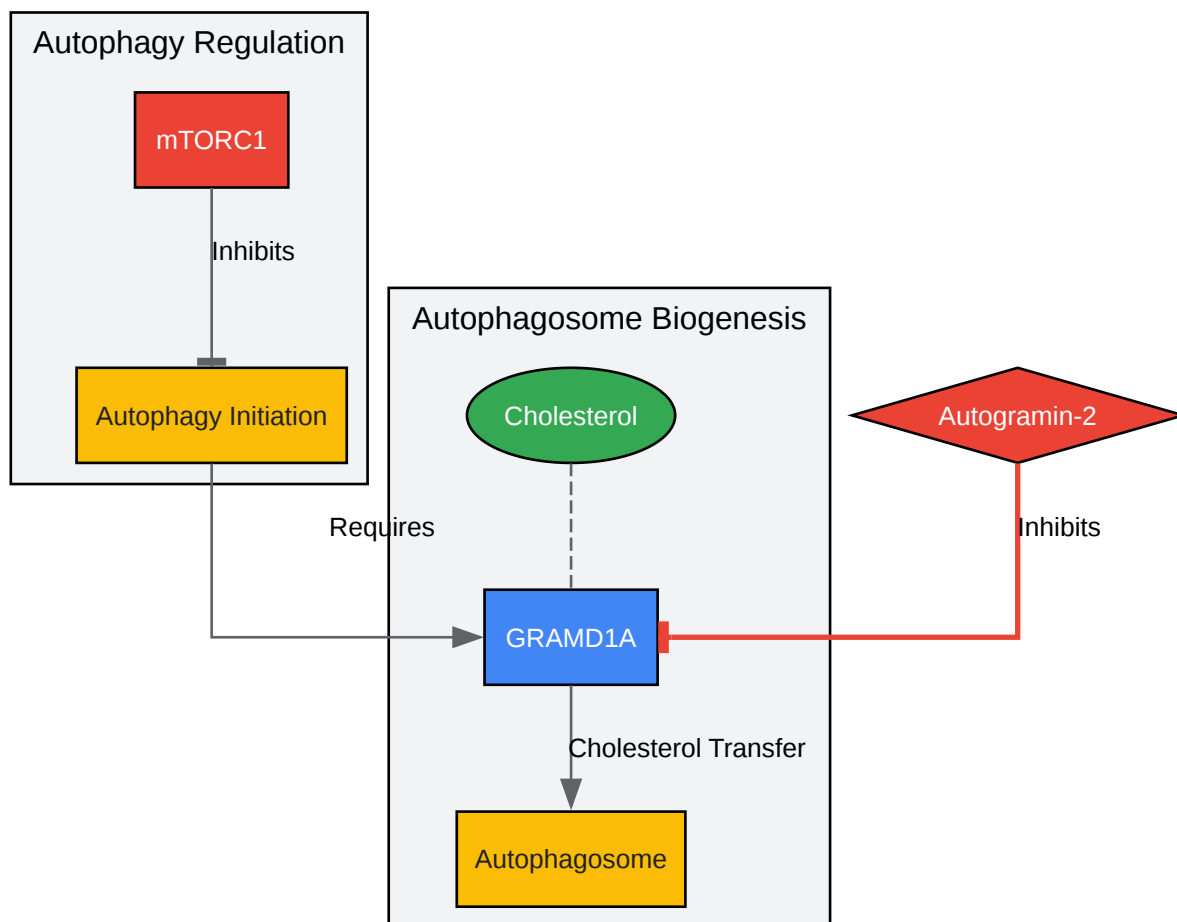 Autophagy Regulation
mTORC1
Inhibits
Autophagy Initiation
Requires
Autophagosome Biogenesis
Cholesterol
GRAMD1A
Cholesterol Transfer
Autophagosome
Autogramin-2
Inhibits